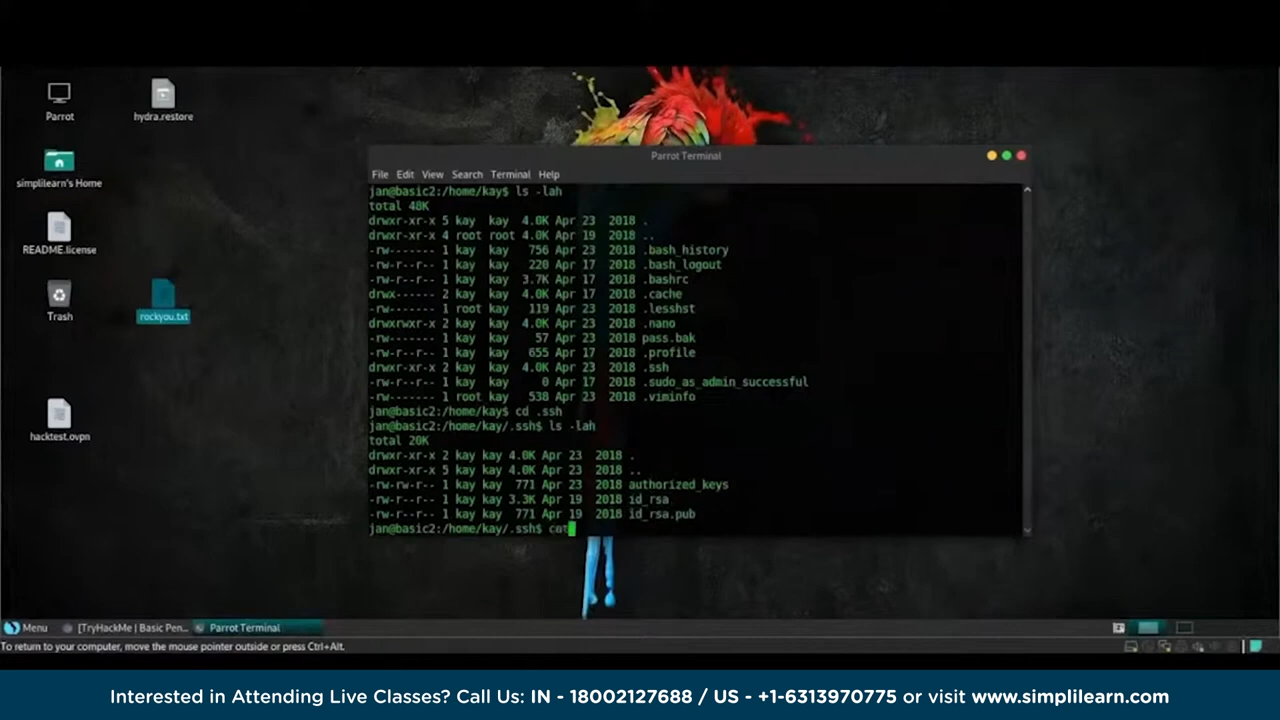 Parrot
hydra.restore
simplilearn's Home
README.license
Trash
rockyou.txt
hacktest.ovpn
Parrot Terminal
File Edit View Search Terminal Help
jan@basic2:/home/kay$ ls -lah
total 48K
drwxr-xr-x 5 kay kay 4.0K Apr 23 2018 .
drwxr-xr-x 4 root root 4.0K Apr 19 2018 ..
-rw------- 1 kay kay 756 Apr 23 2018 .bash_history
-rw-r--r-- 1 kay kay 220 Apr 17 2018 .bash_logout
-rw-r--r-- 1 kay kay 3.7K Apr 17 2018 .bashrc
drwx------ 2 kay kay 4.0K Apr 17 2018 .cache
-rw------- 1 root kay 119 Apr 23 2018 .lesshst
drwxrwxr-x 2 kay kay 4.0K Apr 23 2018 .nano
-rw------- 1 kay kay 57 Apr 23 2018 pass.bak
-rw-r--r-- 1 kay kay 655 Apr 17 2018 .profile
drwxr-xr-x 2 kay kay 4.0K Apr 23 2018 .ssh
-rw-r--r-- 1 kay kay 0 Apr 17 2018 .sudo_as_admin_successful
-rw------- 1 root kay 538 Apr 23 2018 .viminfo
jan@basic2:/home/kay$ cd .ssh
jan@basic2:/home/kay/.ssh$ ls -lah
total 20K
drwxr-xr-x 2 kay kay 4.0K Apr 23 2018 .
drwxr-xr-x 5 kay kay 4.0K Apr 23 2018 ..
-rw-rw-r-- 1 kay kay 771 Apr 23 2018 authorized_keys
-rw-r--r-- 1 kay kay 3.3K Apr 19 2018 id_rsa
-rw-r--r-- 1 kay kay 771 Apr 19 2018 id_rsa.pub
jan@basic2:/home/kay/.ssh$ cat
Menu [TryHackMe | Basic Pen... Parrot Terminal
To return to your computer, move the mouse pointer outside or press Ctrl+Alt.
Interested in Attending Live Classes? Call Us: IN - 18002127688 / US - +1-6313970775 or visit www.simplilearn.com